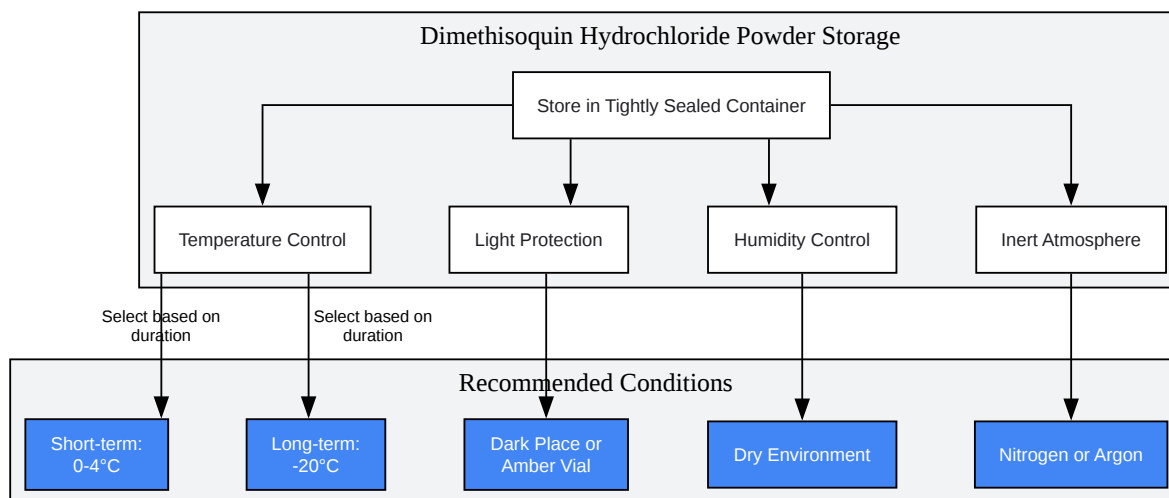 Dimethisoquin Hydrochloride Powder Storage
Store in Tightly Sealed Container
Temperature Control
Light Protection
Humidity Control
Inert Atmosphere
Select based on
duration
Select based on
duration
Recommended Conditions
Short-term:
0-4°C
Long-term:
-20°C
Dark Place or
Amber Vial
Dry Environment
Nitrogen or Argon